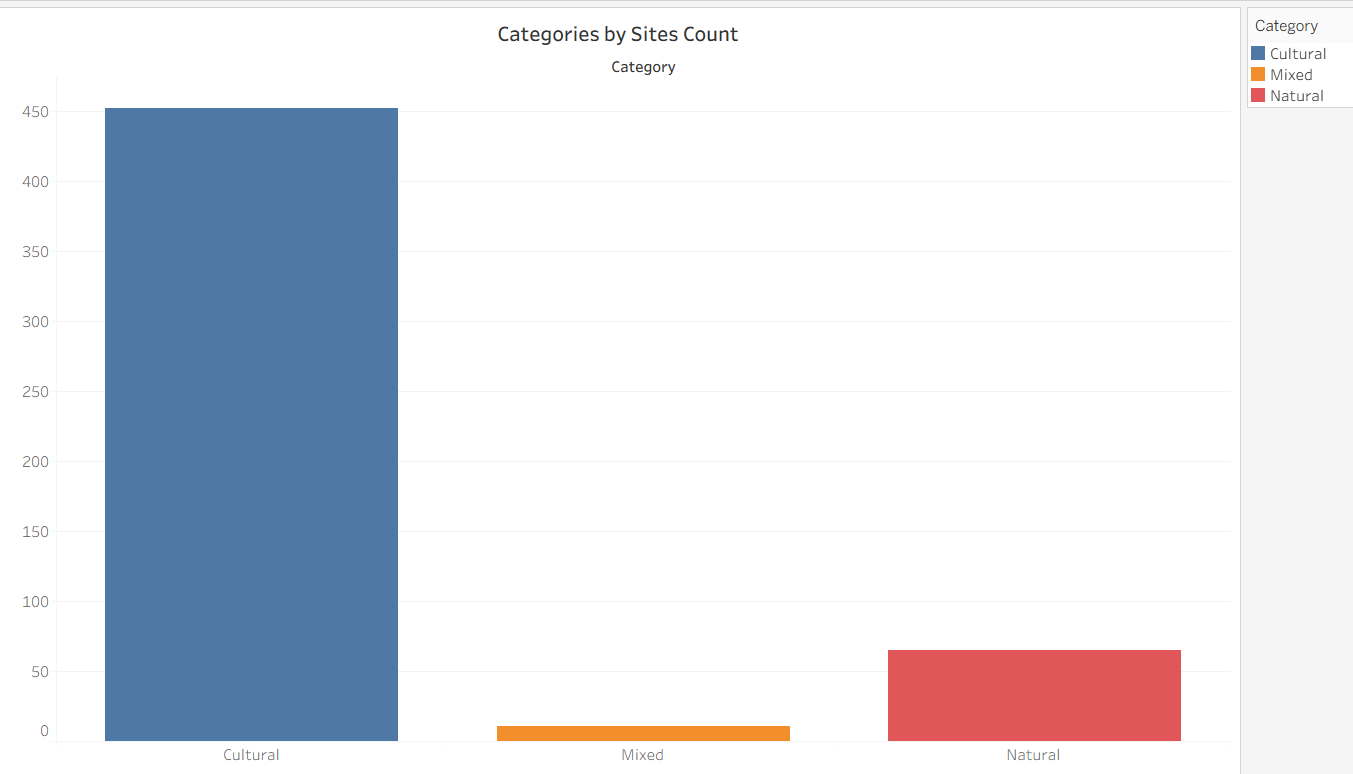 Categories by Sites Count
Category
450
400
350
300
250
200
150
100
50
0
Cultural
Mixed
Natural
Category
Cultural
Mixed
Natural